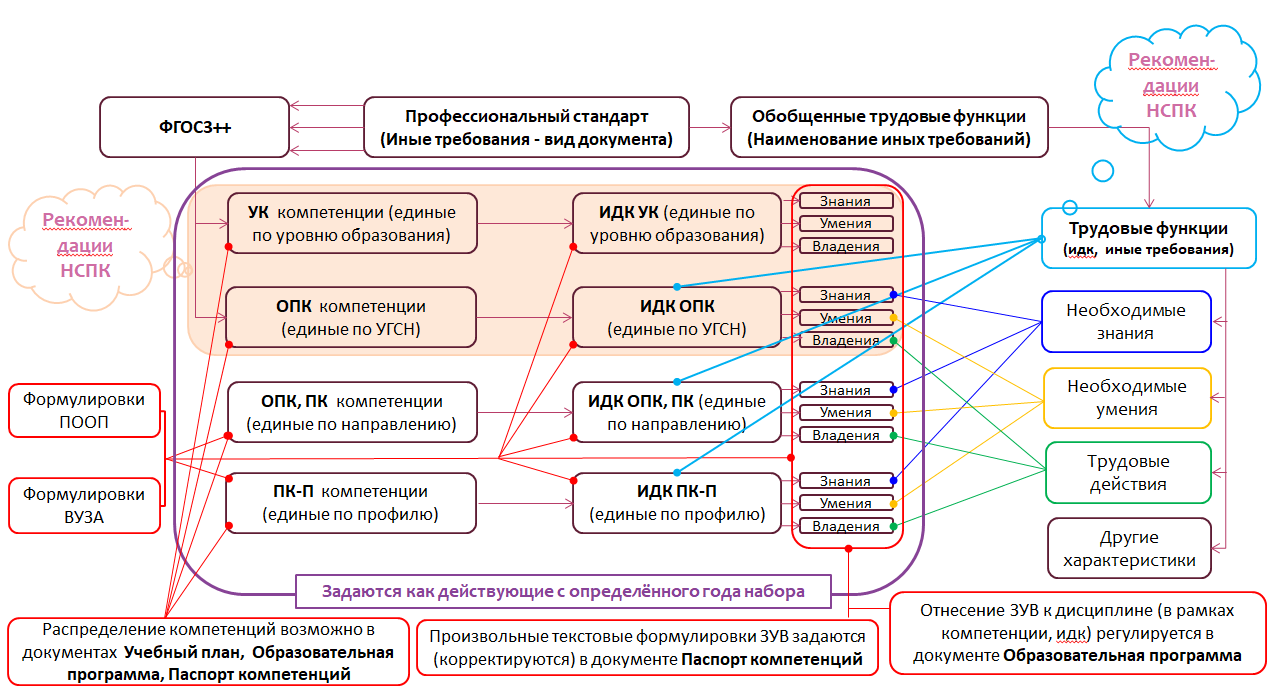 Рекомен-
дации
НСПК
ФГОС3++
Профессиональный стандарт
(Иные требования - вид документа)
Обобщенные трудовые функции
(Наименование иных требований)
Рекомен-
дации
НСПК
УК компетенции (единые
по уровню образования)
ИДК УК (единые по
уровню образования)
Знания
Умения
Владения
Трудовые функции
(идк, иные требования)
ОПК компетенции
(единые по УГСН)
ИДК ОПК
(единые по УГСН)
Знания
Умения
Владения
Необходимые
знания
Формулировки
ПООП
ОПК, ПК компетенции
(единые по направлению)
ИДК ОПК, ПК (единые
по направлению)
Знания
Умения
Владения
Необходимые
умения
Формулировки
ВУЗА
ПК-П компетенции
(единые по профилю)
ИДК ПК-П
(единые по профилю)
Знания
Умения
Владения
Трудовые
действия
Другие
характеристики
Задаются как действующие с определённого года набора
Распределение компетенций возможно в
документах Учебный план, Образовательная
программа, Паспорт компетенций
Произвольные текстовые формулировки ЗУВ задаются
(корректируются) в документе Паспорт компетенций
Отнесение ЗУВ к дисциплине (в рамках
компетенции, идк) регулируется в
документе Образовательная программа